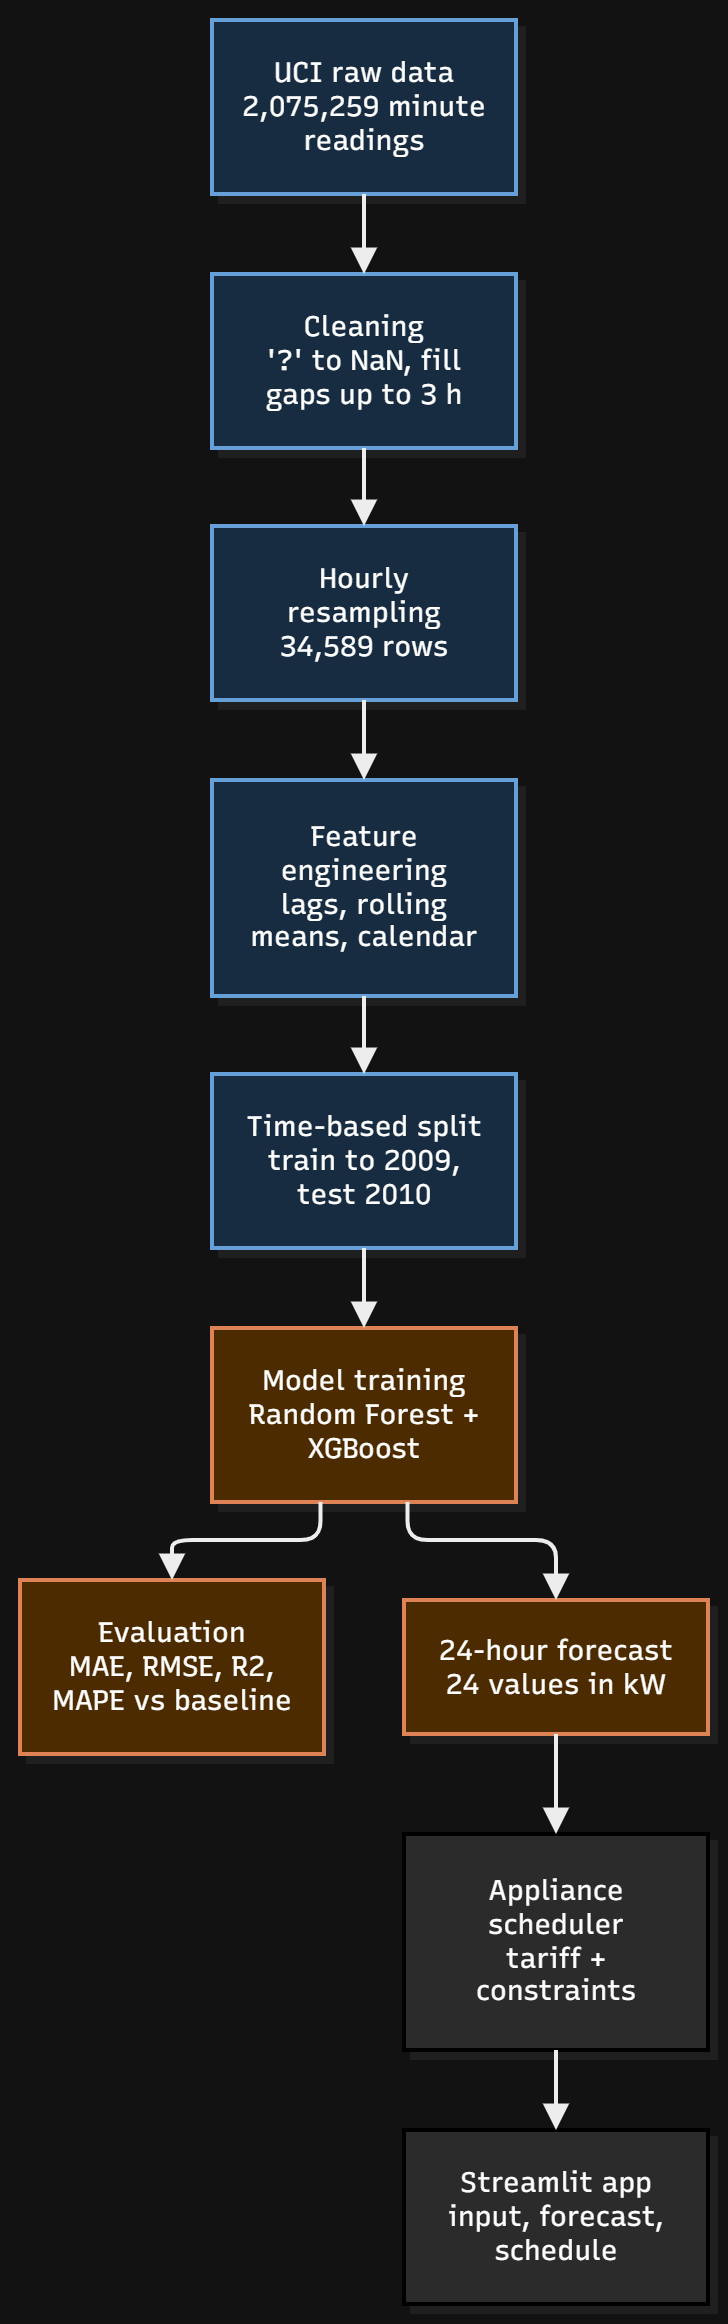 UCI raw data
2,075,259 minute
readings
Cleaning
'?' to NaN, fill
gaps up to 3 h
Hourly
resampling
34,589 rows
Feature
engineering
lags, rolling
means, calendar
Time-based split
train to 2009,
test 2010
Model training
Random Forest +
XGBoost
Evaluation
MAE, RMSE, R2,
MAPE vs baseline
24-hour forecast
24 values in kW
Appliance
scheduler
tariff +
constraints
Streamlit app
input, forecast,
schedule